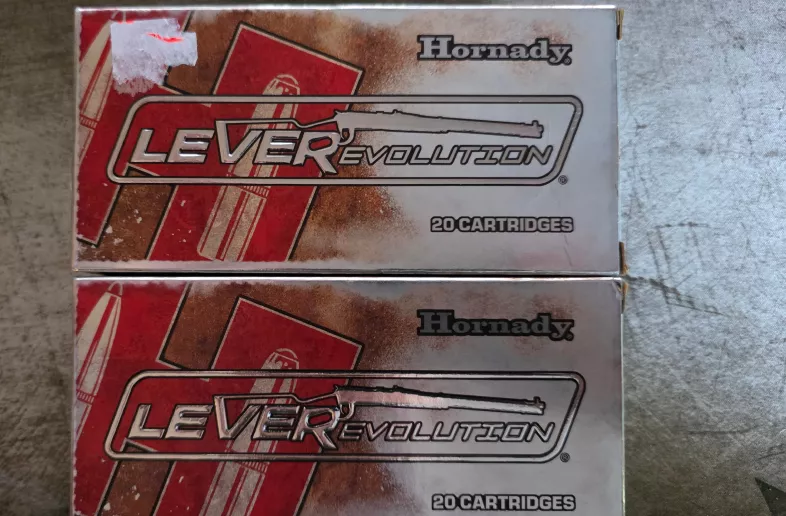 Hornady
LEVERevolution
®
20 CARTRIDGES
Hornady
LEVERevolution
®
20 CARTRIDGES